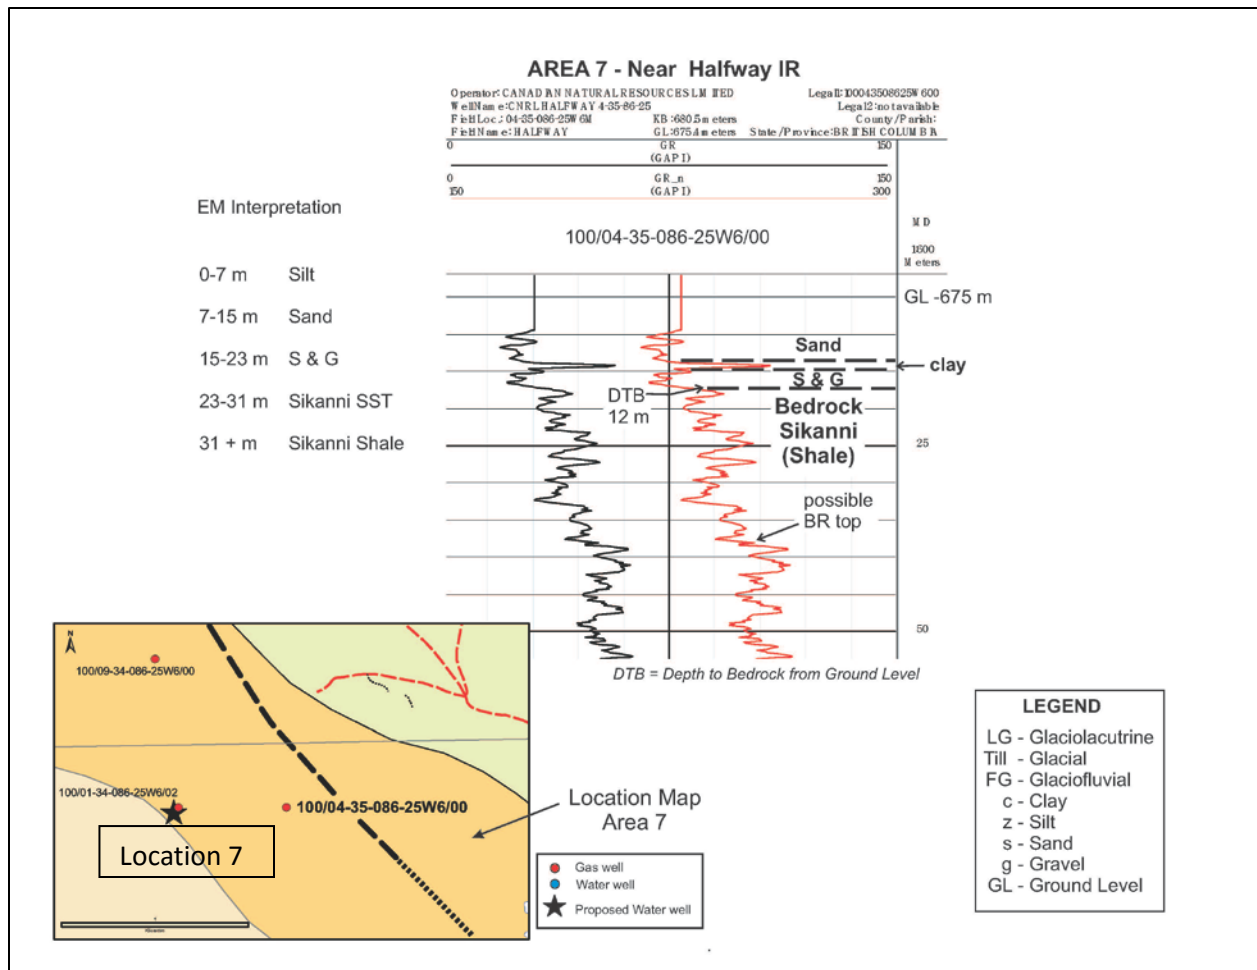 AREA 7 - Near Halfway IR
Operator: CANADIAN NATURAL RESOURCES LIMITED Legal1: 100043508625W600
WellName: CNRL HALFWAY 4-35-86-25 Legal2: not available
Field Loc.: 04-35-086-25W6M KB: 680.5 meters County/Parish:
Field Name: HALFWAY GL: 675.4 meters State/Province: BRITISH COLUMBIA
0 GR 150
(GAPI)
0 GR_n 150
150 (GAPI) 300
EM Interpretation
MD
Meters
100/04-35-086-25W6/00
0-7 m Silt
GL -675 m
7-15 m Sand
Sand
15-23 m S & G
clay
S & G
DTB
12 m
23-31 m Sikanni SST
Bedrock
Sikanni
(Shale)
31 + m Sikanni Shale
25
possible
BR top
50
DTB = Depth to Bedrock from Ground Level
N
100/09-34-086-25W6/00
100/01-34-086-25W6/02
100/04-35-086-25W6/00
Location 7
Location Map
Area 7
Gas well
Water well
Proposed Water well
LEGEND
LG - Glaciolacutrine
Till - Glacial
FG - Glaciofluvial
c - Clay
z - Silt
s - Sand
g - Gravel
GL - Ground Level